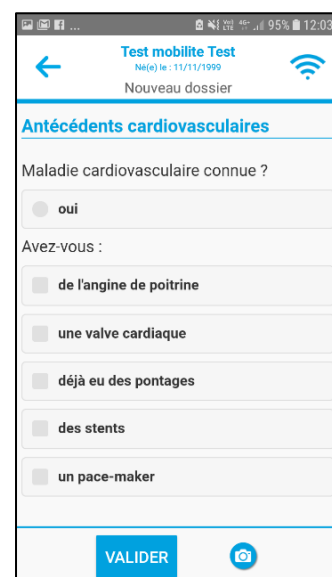 ... 95% 12:03
Test mobilite Test
Né(e) le : 11/11/1999
Nouveau dossier
Antécédents cardiovasculaires
Maladie cardiovasculaire connue ?
oui
Avez-vous :
de l'angine de poitrine
une valve cardiaque
déjà eu des pontages
des stents
un pace-maker
VALIDER